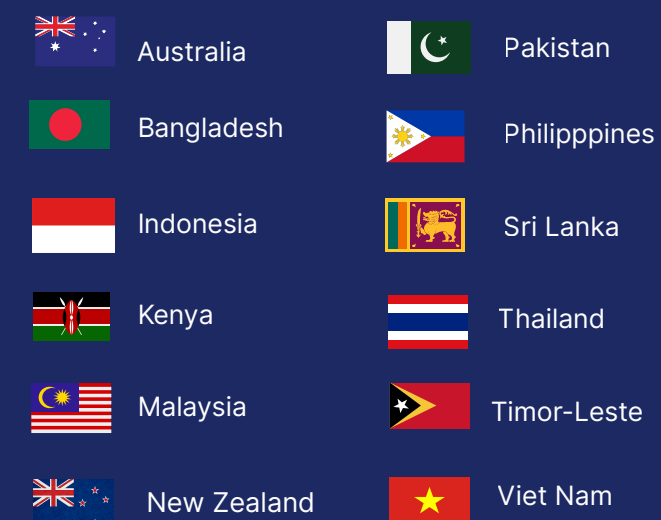 Australia
Bangladesh
Indonesia
Kenya
Malaysia
New Zealand
Pakistan
Philipppines
Sri Lanka
Thailand
Timor-Leste
Viet Nam